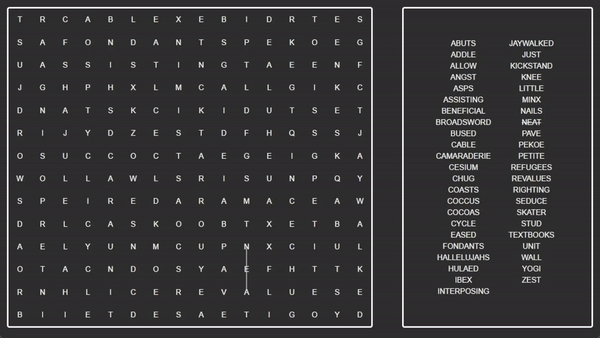 T R C A B L E X E B I D R T E S
S A F O N D A N T S P E K O E G
U A S S I S T I N G T A E E N F
J G H P H X L M C A L L G I K C
D N A T S K C I K I D U T S E T
R I J Y D Z E S T D F H Q S S J
O S U C C O C T A E G E I G K A
W O L L A W L S R I S U N P Q Y
S P E I R E D A R A M A C E A W
D R L C A S K O O B T X E T B A
A E L Y U N M C U P N X C I U L
O T A C N D O S Y A E F H T T K
R N H L I C E R E V A L U E S E
B I I E T D E S A E T I G O Y D
ABUTS
ADDLE
ALLOW
ANGST
ASPS
ASSISTING
BENEFICIAL
BROADSWORD
BUSED
CABLE
CAMARADERIE
CESIUM
CHUG
COASTS
COCCUS
COCOAS
CYCLE
EASED
FONDANTS
HALLELUJAHS
HULAED
IBEX
INTERPOSING
JAYWALKED
JUST
KICKSTAND
KNEE
LITTLE
MINX
NAILS
NEAT
PAVE
PEKOE
PETITE
REFUGEES
REVALUES
RIGHTING
SEDUCE
SKATER
STUD
TEXTBOOKS
UNIT
WALL
YOGI
ZEST